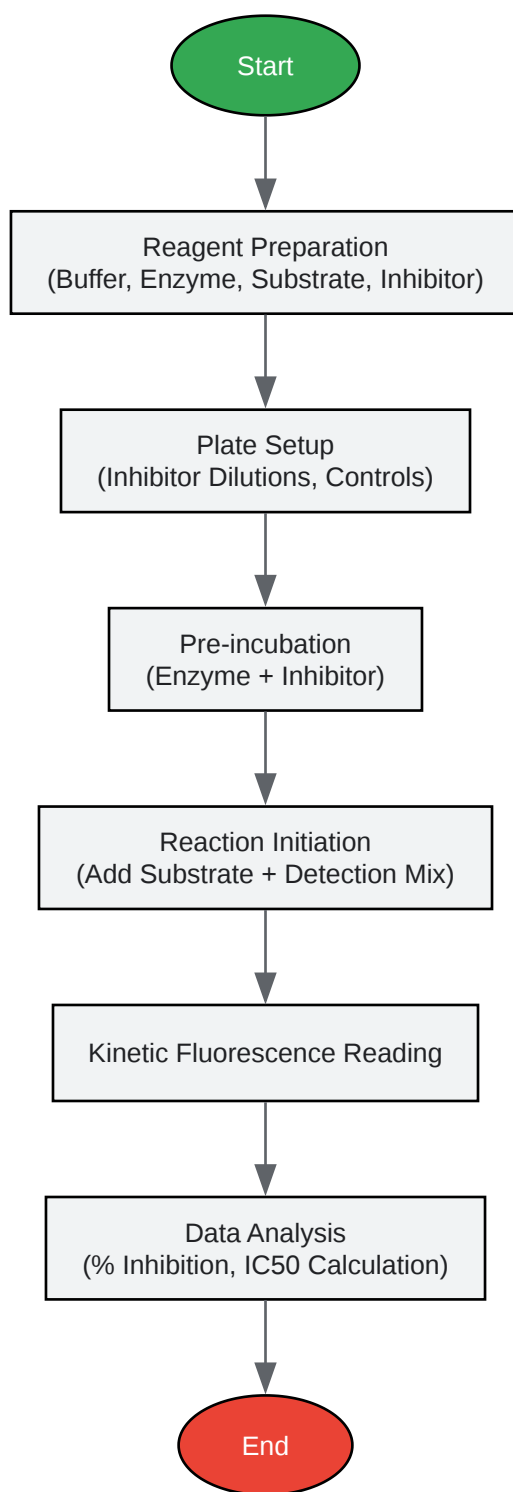 Start
Reagent Preparation
(Buffer, Enzyme, Substrate, Inhibitor)
Plate Setup
(Inhibitor Dilutions, Controls)
Pre-incubation
(Enzyme + Inhibitor)
Reaction Initiation
(Add Substrate + Detection Mix)
Kinetic Fluorescence Reading
Data Analysis
(% Inhibition, IC50 Calculation)
End